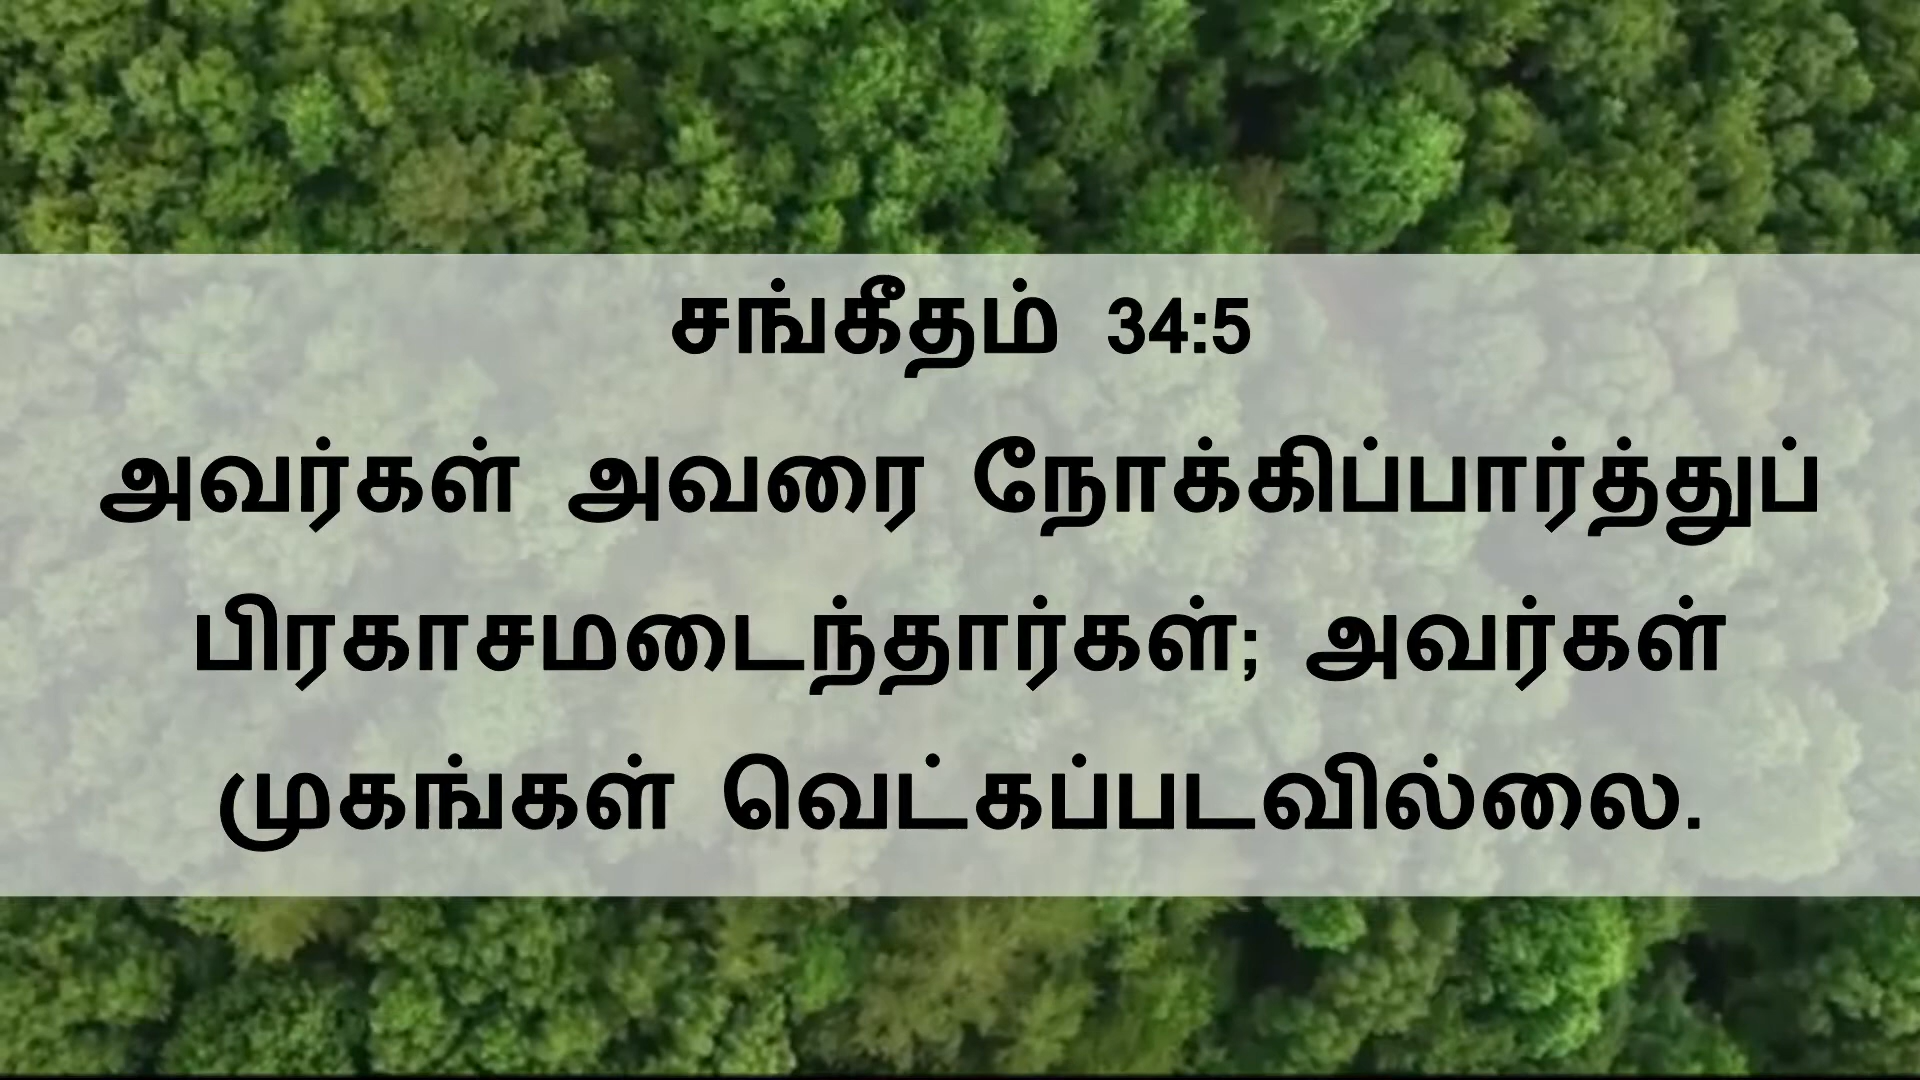 சங்கீதம் 34:5
அவர்கள் அவரை நோக்கிப்பார்த்துப்
பிரகாசமடைந்தார்கள்; அவர்கள்
முகங்கள் வெட்கப்படவில்லை.